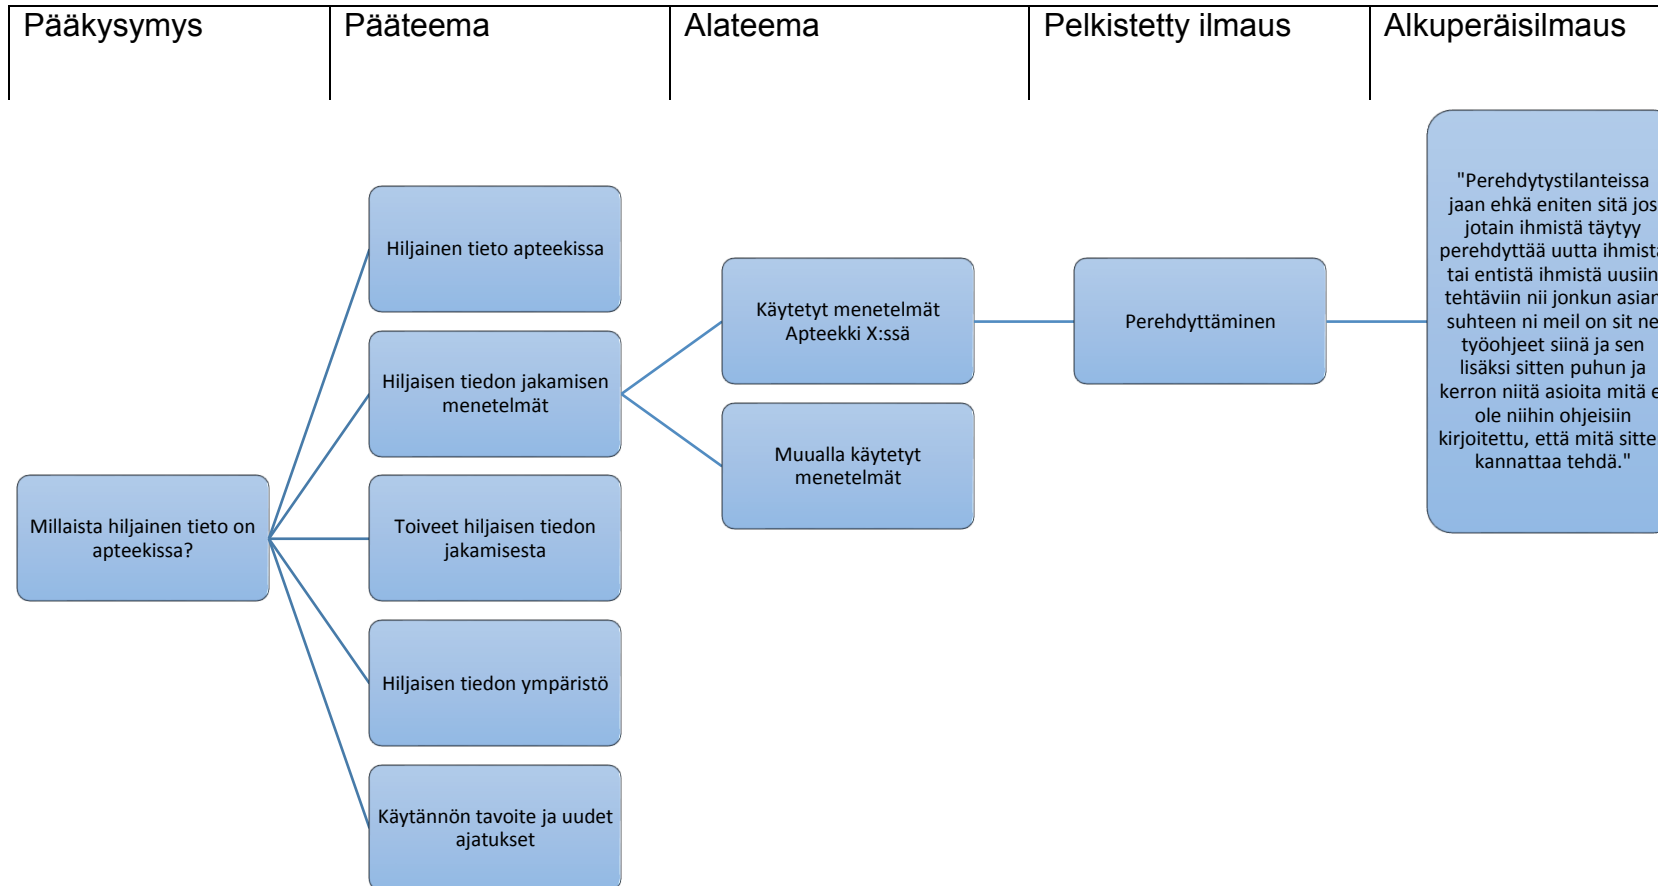 Pääkysymys
Pääteema
Alateema
Pelkistetty ilmaus
Alkuperäisilmaus
Millaista hiljainen tieto on
apteekissa?
Hiljainen tieto apteekissa
Hiljaisen tiedon jakamisen
menetelmät
Toiveet hiljaisen tiedon
jakamisesta
Hiljaisen tiedon ympäristö
Käytännön tavoite ja uudet
ajatukset
Käytetyt menetelmät
Apteekki X:ssä
Muualla käytetyt
menetelmät
Perehdyttäminen
"Perehdytystilanteissa
jaan ehkä eniten sitä jos
jotain ihmistä täytyy
perehdyttää uutta ihmistä
tai entistä ihmistä uusiin
tehtäviin nii jonkun asian
suhteen ni meil on sit ne
työohjeet siinä ja sen
lisäksi sitten puhun ja
kerron niitä asioita mitä
ole niihin ohjeisiin
kirjoitettu, että mitä
kannattaa tehdä."